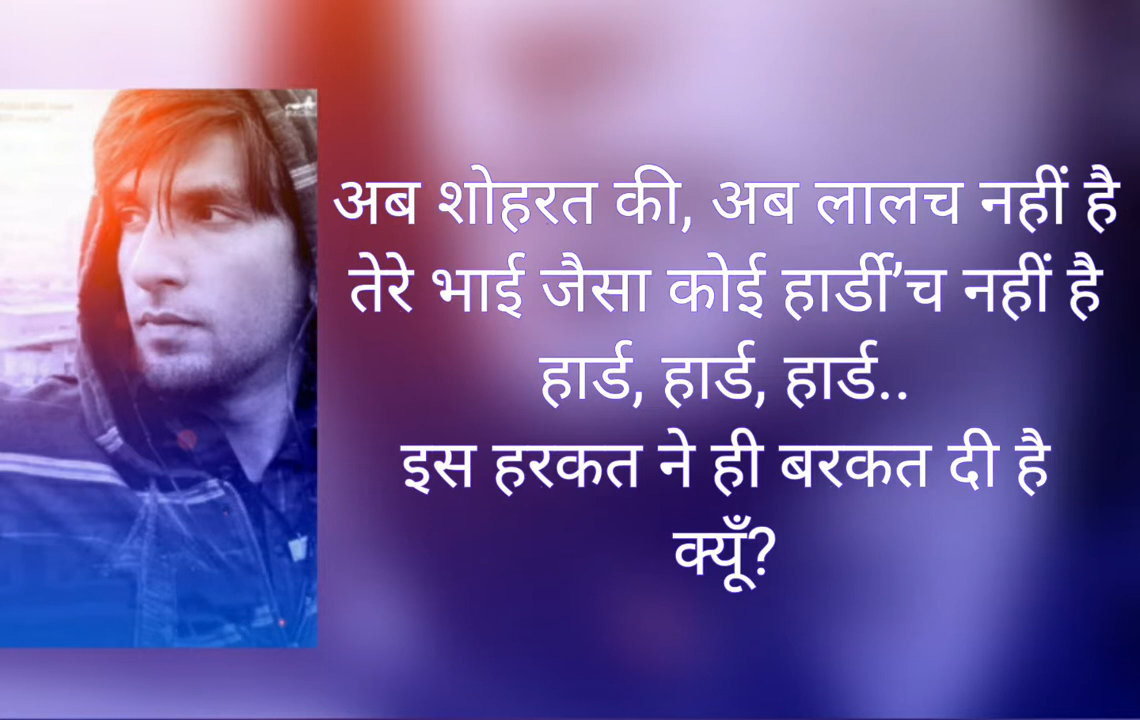 अब शोहरत की, अब लालच नहीं है
तेरे भाई जैसा कोई हार्डी’च नहीं है
हार्ड, हार्ड, हार्ड..
इस हरकत ने ही बरकत दी है
क्यूँ?